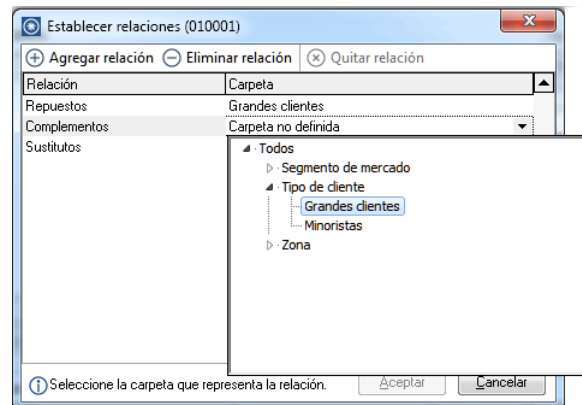 Establecer relaciones (010001)
Agregar relación Eliminar relación Quitar relación
Relación Carpeta
Repuestos Grandes clientes
Complementos Carpeta no definida
Sustitutos
Todos
Segmento de mercado
Tipo de cliente
Grandes clientes
Minoristas
Zona
Seleccione la carpeta que representa la relación. Aceptar Cancelar